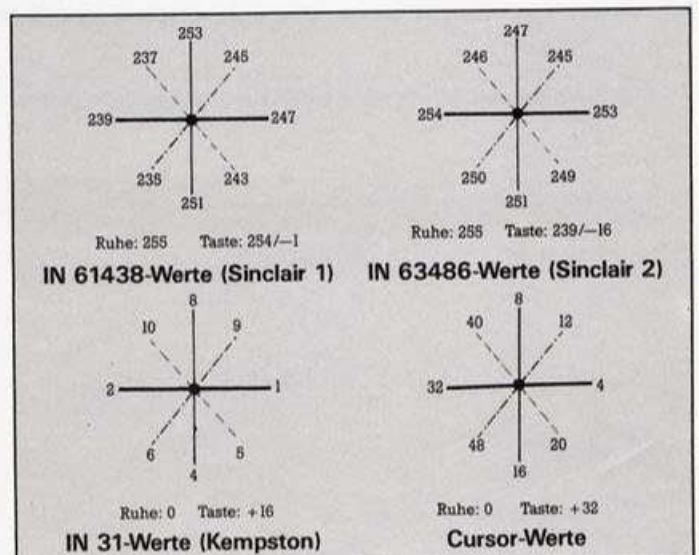 253
237 245
239 247
235 243
251
Ruhe: 255 Taste: 254/—1
IN 61438-Werte (Sinclair 1)
247
246 245
254 253
250 249
251
Ruhe: 255 Taste: 239/—16
IN 63486-Werte (Sinclair 2)
8
10 9
2 1
6 5
4
Ruhe: 0 Taste: +16
IN 31-Werte (Kempston)
8
40 12
32 4
48 20
16
Ruhe: 0 Taste: +32
Cursor-Werte